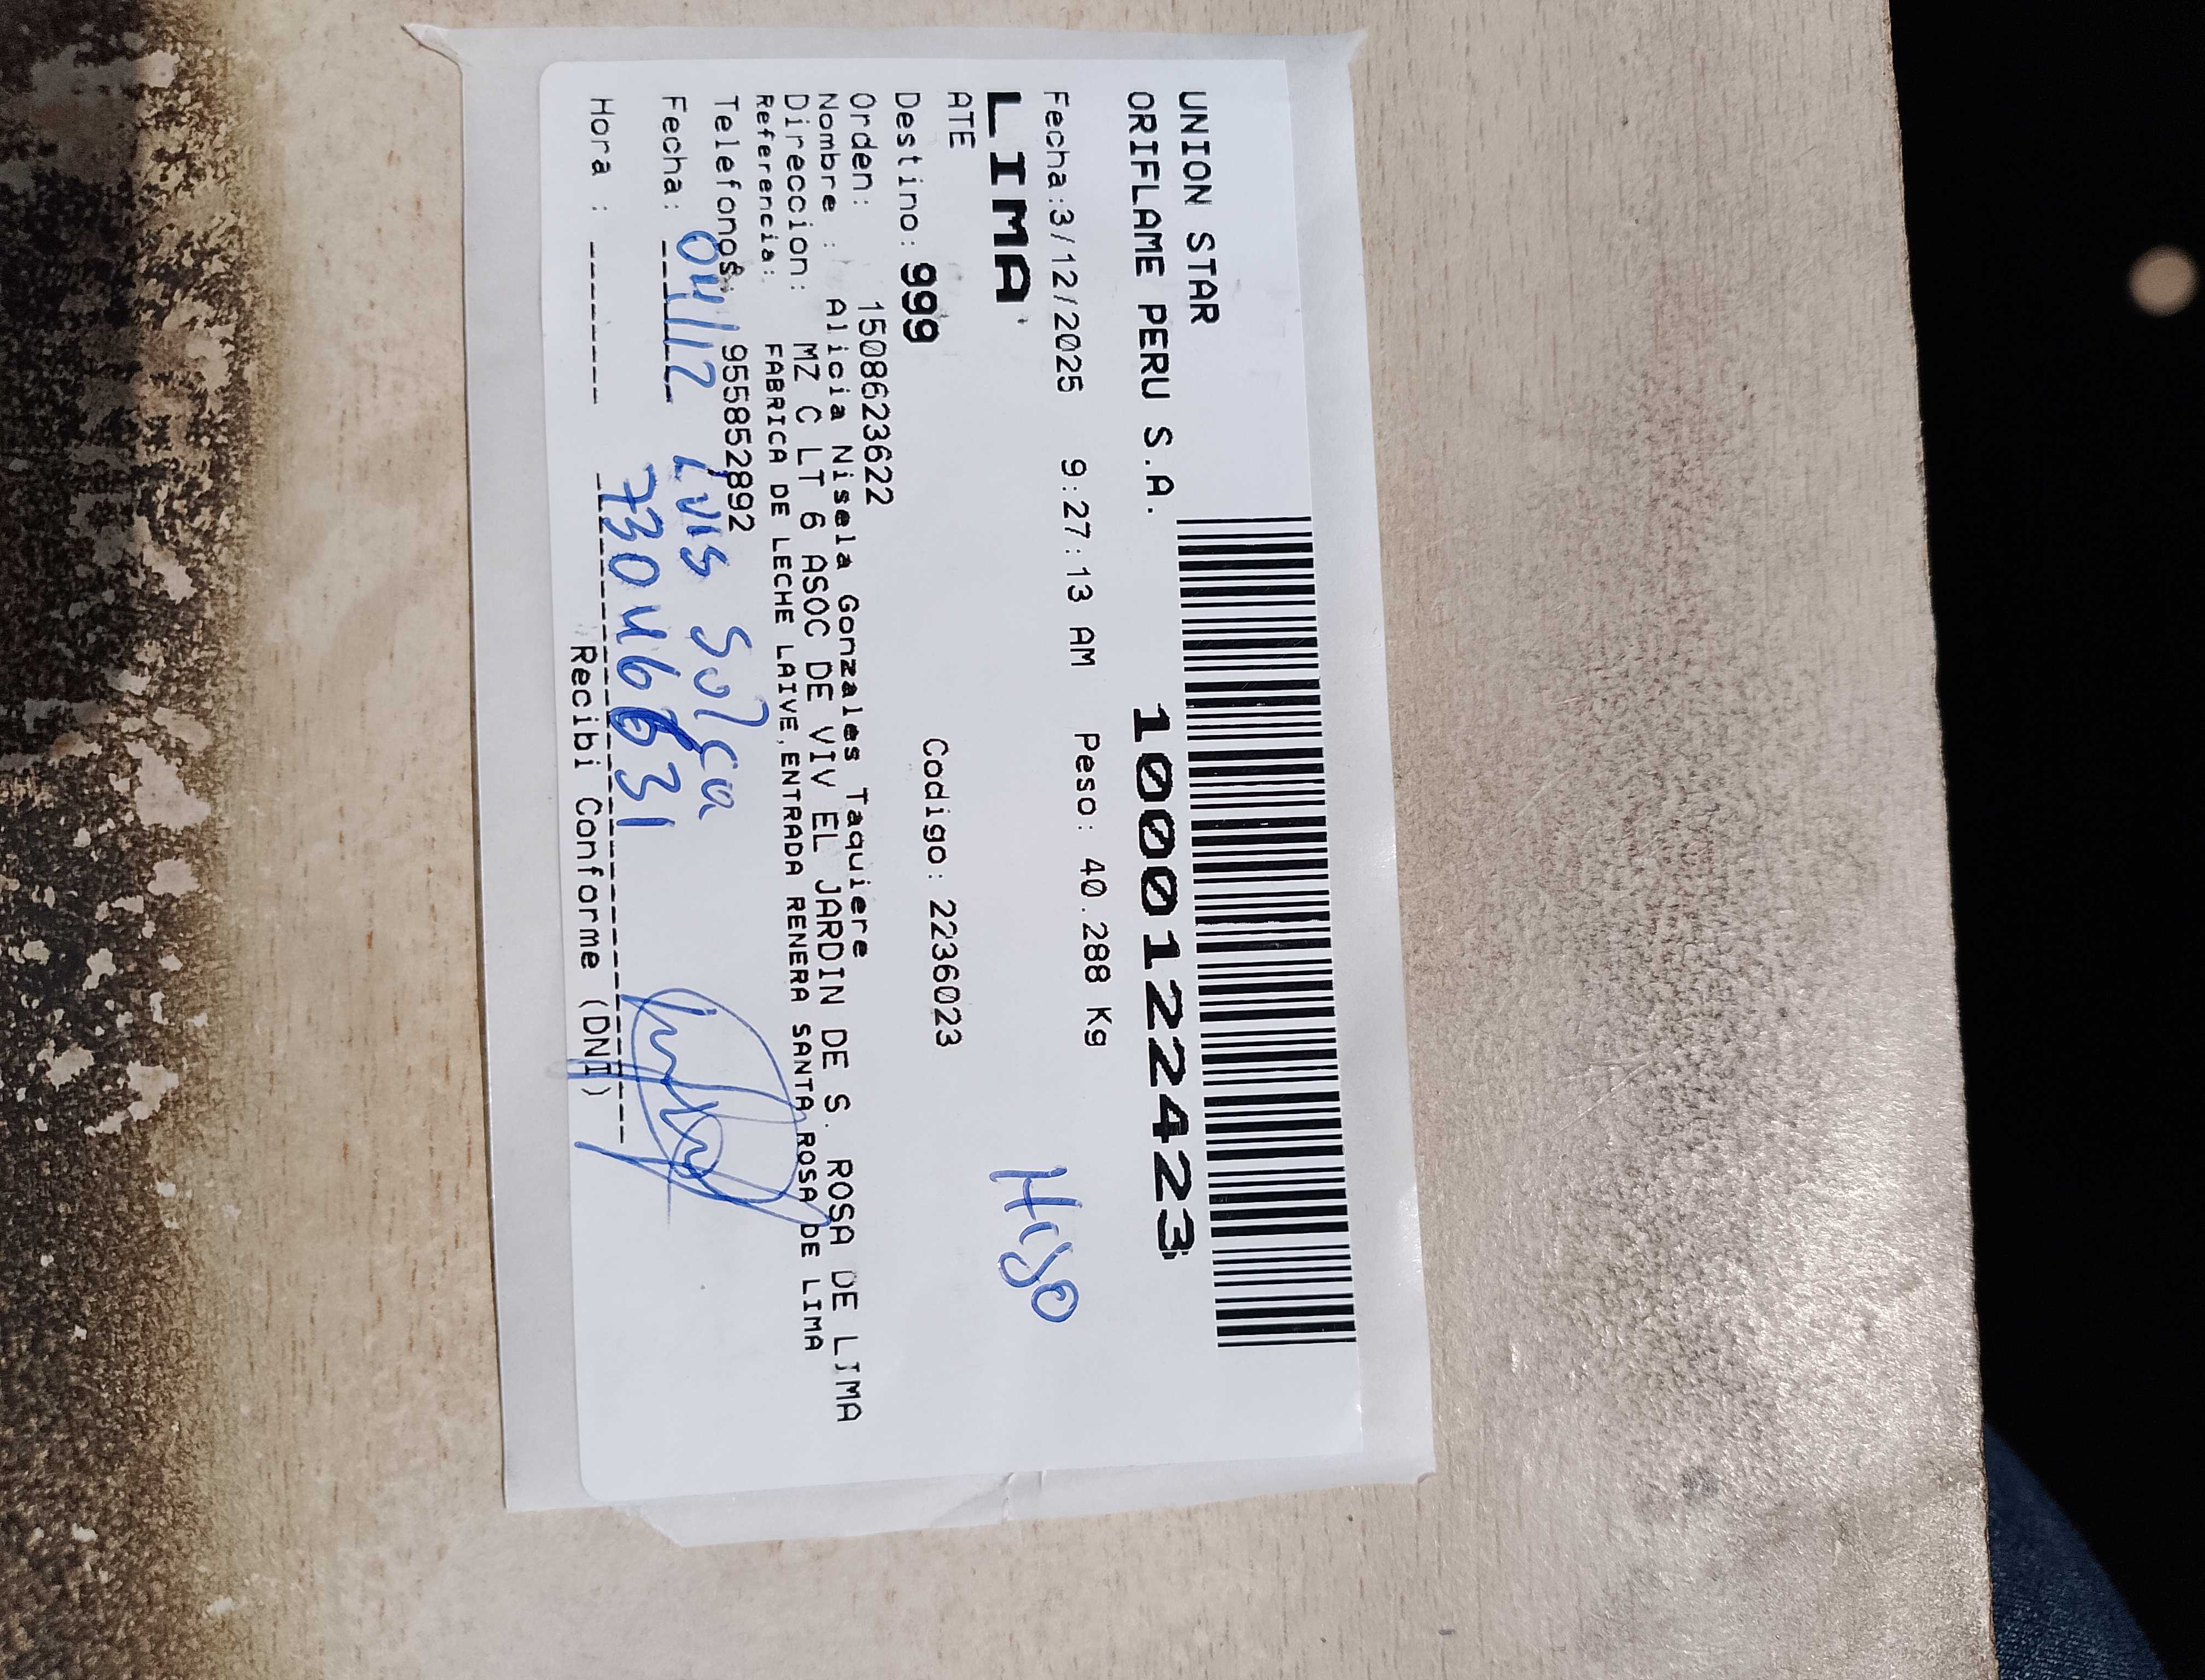 UNION STAR
ORIFLAME PERU S.A. 10001224423
Fecha:3/12/2025 9:27:13 AM Peso: 40.288 Kg
LIMA
HIJO
ATE
Destino: 999 Codigo: 2236023
Orden: 1508623622
Nombre : Alicia Nisela Gonzales Taquiere
Direccion: MZ C LT 6 ASOC DE VIV EL JARDIN DE S. ROSA DE LIMA
Referencia: FABRICA DE LECHE LAIVE,ENTRADA RENERA SANTA ROSA DE LIMA
Telefonos: 955852892
Fecha: 04/12 Luis Solca
73046631
Hora :
Recibi Conforme (DNI)